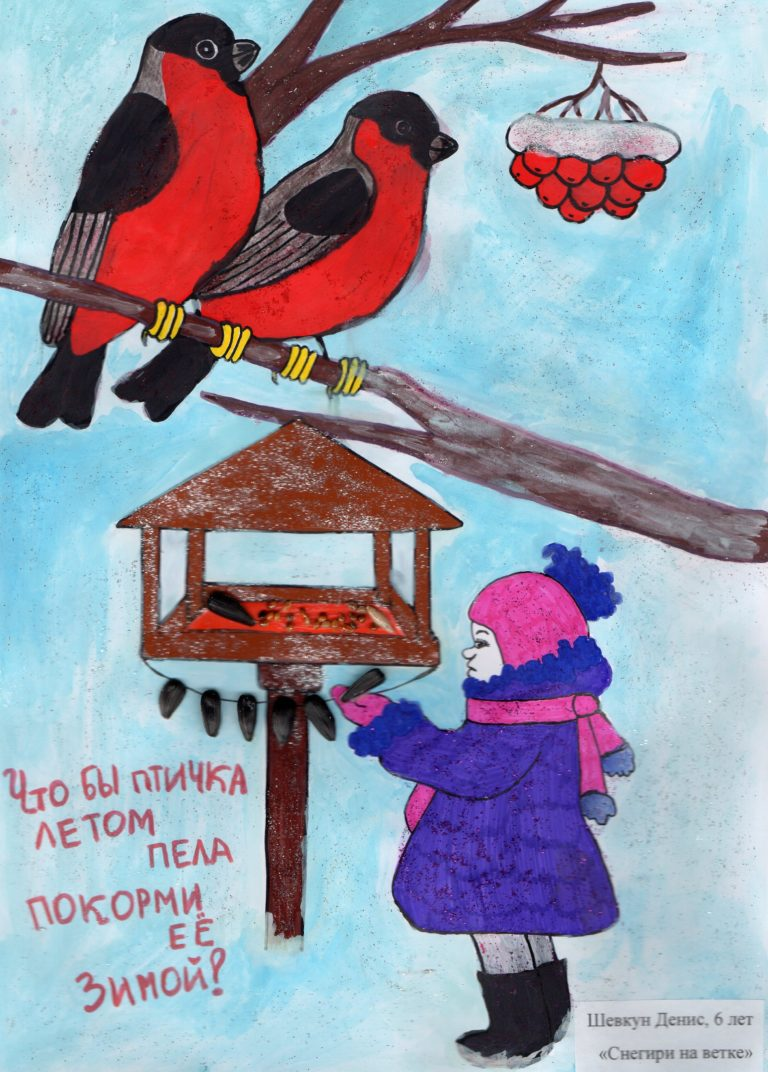 Что бы птичка
летом
пела
покорми
её
зимой!
Шевкун Денис, 6 лет
«Снегири на ветке»